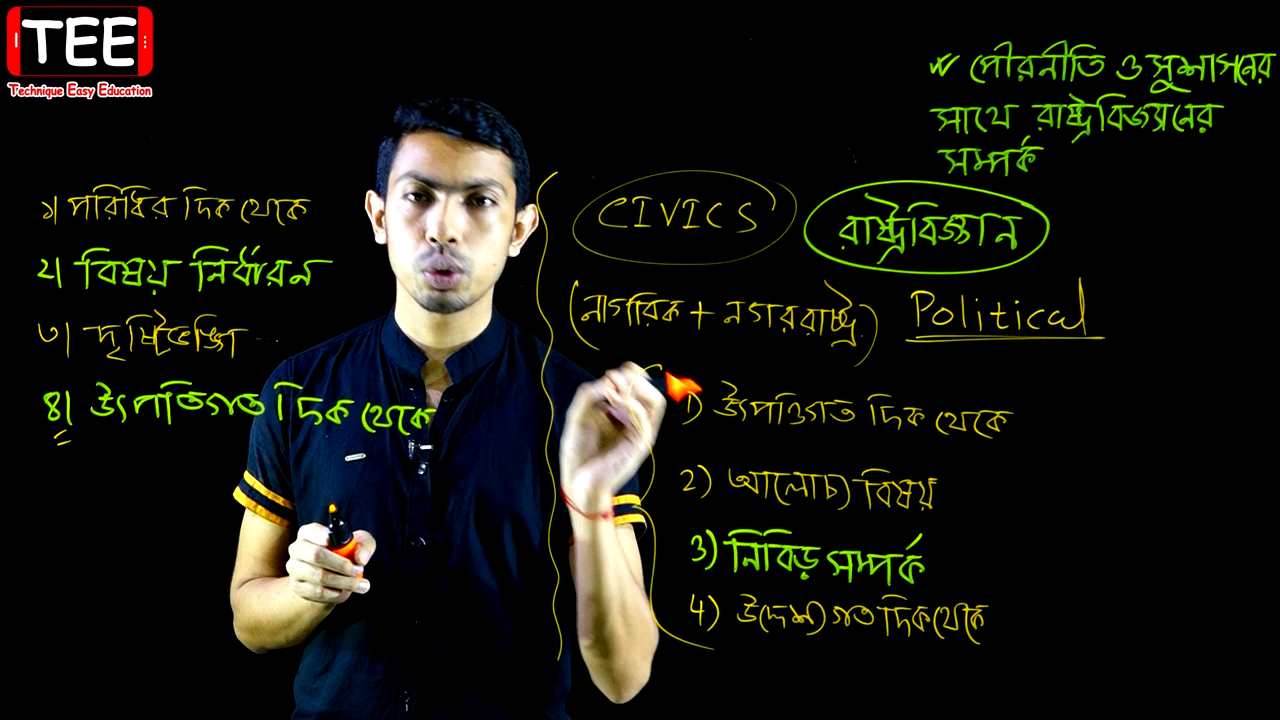 TEE
Technique Easy Education
পৌরনীতি ও সুশাসনের
সাথে রাষ্ট্রবিজ্ঞানের
সম্পর্ক
১। পরিধির দিক থেকে
২। বিষয় নির্ধারন
৩। দৃষ্টিভঙ্গি
৪। উৎপতিগত দিক থেকে
CIVICS
রাষ্ট্রবিজ্ঞান
(নাগরিক + নগররাষ্ট্র)
Political
1) উৎপত্তিগত দিক থেকে
2) আলোচ্য বিষয়
3) নিবিড় সম্পর্ক
4) উদ্দেশ্যগত দিক থেকে